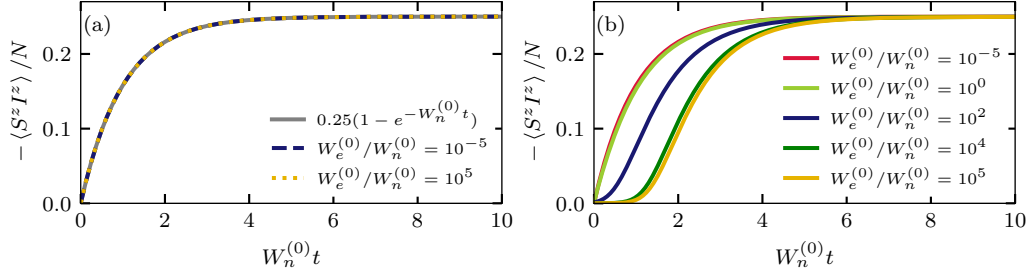 (a)
− ⟨S^z I^z⟩ /N
0.2
0.1
0.0
0.25(1 − e^{−W_n^{(0)} t})
W_e^{(0)}/W_n^{(0)} = 10^{−5}
W_e^{(0)}/W_n^{(0)} = 10^5
0 2 4 6 8 10
W_n^{(0)} t
(b)
− ⟨S^z I^z⟩ /N
0.2
0.1
0.0
W_e^{(0)}/W_n^{(0)} = 10^{−5}
W_e^{(0)}/W_n^{(0)} = 10^0
W_e^{(0)}/W_n^{(0)} = 10^2
W_e^{(0)}/W_n^{(0)} = 10^4
W_e^{(0)}/W_n^{(0)} = 10^5
0 2 4 6 8 10
W_n^{(0)} t